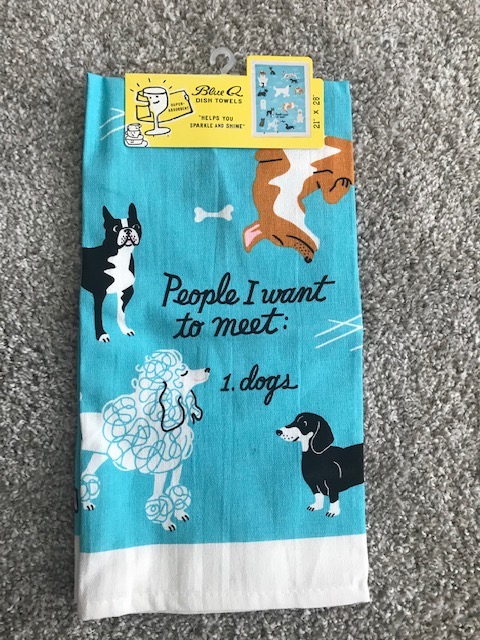 Blue Q
DISH TOWELS
SUPER-
ABSORBENT
"HELPS YOU
SPARKLE AND SHINE"
21" X 28"
People I want
to meet:
1. dogs